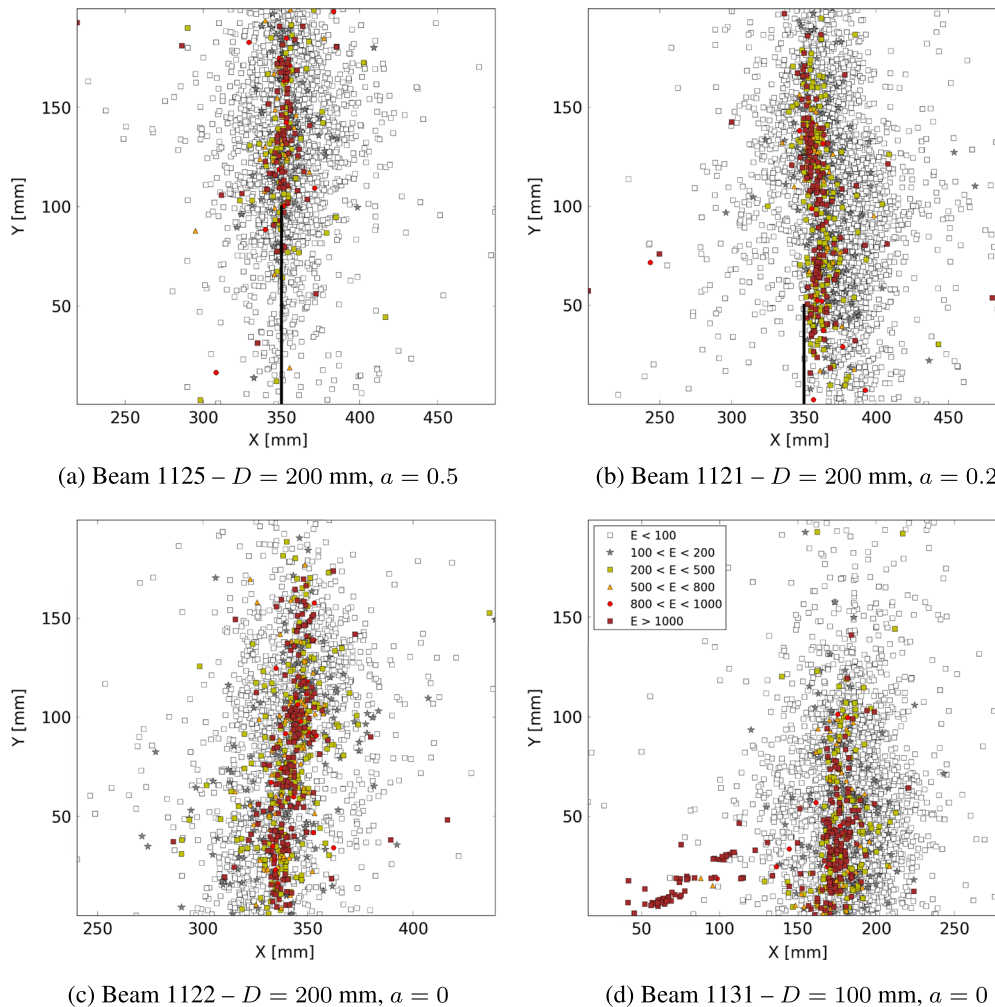 150
100
50
Y [mm]
250
300
350
400
450
X [mm]
(a) Beam 1125 – D = 200 mm, a = 0.5
150
100
50
Y [mm]
250
300
350
400
450
X [mm]
(b) Beam 1121 – D = 200 mm, a = 0.2
150
100
50
Y [mm]
250
300
350
400
X [mm]
(c) Beam 1122 – D = 200 mm, a = 0
E < 100
100 < E < 200
200 < E < 500
500 < E < 800
800 < E < 1000
E > 1000
150
100
50
Y [mm]
50
100
150
200
250
X [mm]
(d) Beam 1131 – D = 100 mm, a = 0